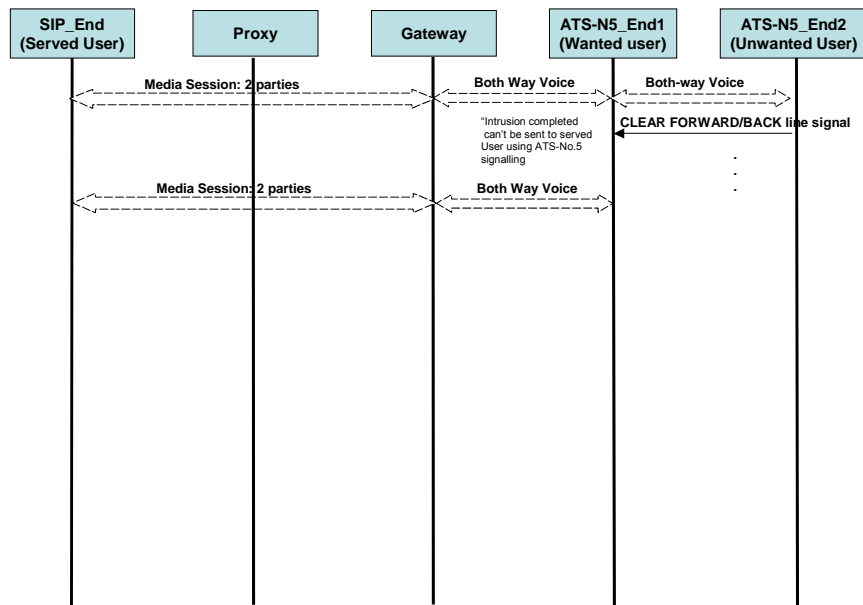 SIP_End
(Served User)
Proxy
Gateway
ATS-N5_End1
(Wanted user)
ATS-N5_End2
(Unwanted User)
Media Session: 2 parties
Both Way Voice
Both-way Voice
"Intrusion completed
can't be sent to served
User using ATS-No.5
signalling
CLEAR FORWARD/BACK line signal
.
.
.
Media Session: 2 parties
Both Way Voice